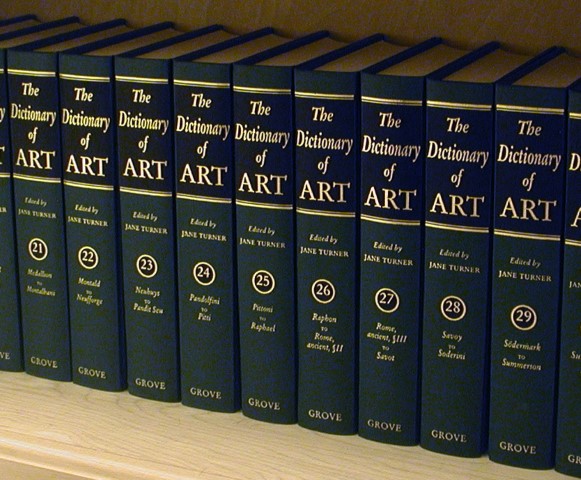 The
Dictionary
of
ART
Edited by
JANE TURNER
21
Medallion
to
Montalbani
GROVE
The
Dictionary
of
ART
Edited by
JANE TURNER
22
Montald
to
Neufforge
GROVE
The
Dictionary
of
ART
Edited by
JANE TURNER
23
Neuhuys
to
Pandit Seu
GROVE
The
Dictionary
of
ART
Edited by
JANE TURNER
24
Pandolfini
to
Pitti
GROVE
The
Dictionary
of
ART
Edited by
JANE TURNER
25
Pittoni
to
Raphael
GROVE
The
Dictionary
of
ART
Edited by
JANE TURNER
26
Raphon
to
Rome,
ancient, §III
GROVE
The
Dictionary
of
ART
Edited by
JANE TURNER
27
Rome,
ancient, §III
to
Savot
GROVE
The
Dictionary
of
ART
Edited by
JANE TURNER
28
Savoy
to
Soderini
GROVE
The
Dictionary
of
ART
Edited by
JANE TURNER
29
Södermark
to
Summerson
GROVE